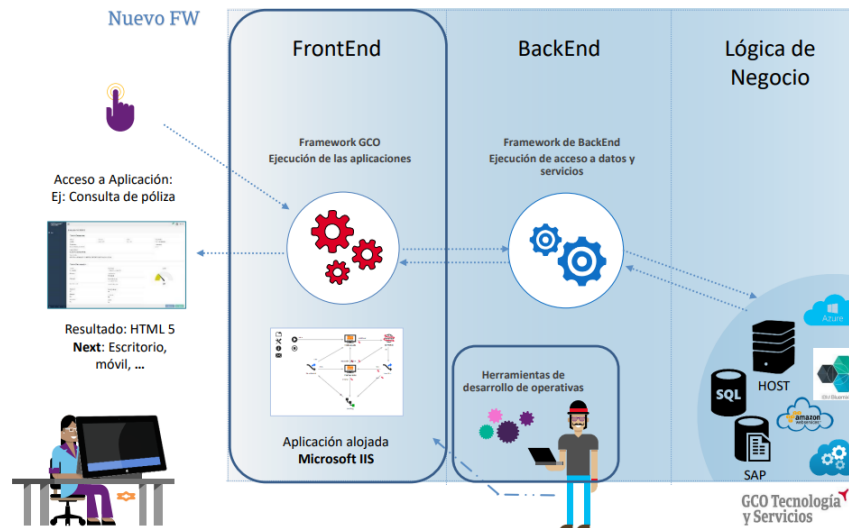 Nuevo FW
FrontEnd
BackEnd
Lógica de
Negocio
Framework GCO
Ejecución de las aplicaciones
Framework de BackEnd
Ejecución de acceso a datos y
servicios
Acceso a Aplicación:
Ej: Consulta de póliza
Resultado: HTML 5
Next: Escritorio,
móvil, ...
Aplicación alojada
Microsoft IIS
Herramientas de
desarrollo de operativas
Azure
HOST
SQL
amazon
SAP
GCO Tecnología
y Servicios